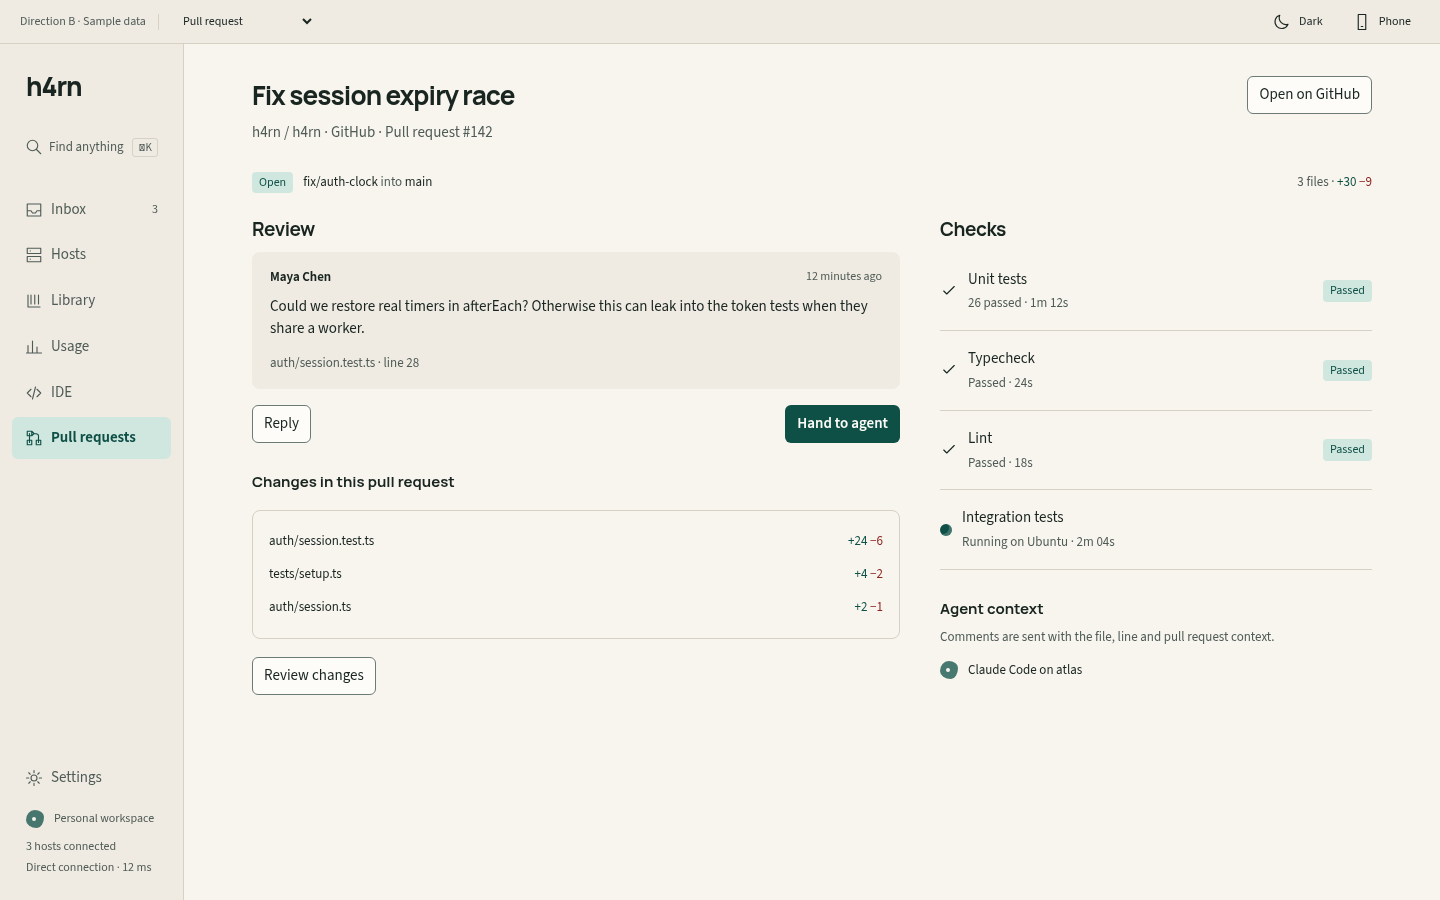 Direction B · Sample data
Pull request
Dark
Phone
h4rn
Find anything
K
Inbox
3
Hosts
Library
Usage
IDE
Pull requests
Settings
Personal workspace
3 hosts connected
Direct connection · 12 ms
Fix session expiry race
Open on GitHub
h4rn / h4rn · GitHub · Pull request #142
Open
fix/auth-clock into main
3 files · +30 −9
Review
Maya Chen
12 minutes ago
Could we restore real timers in afterEach? Otherwise this can leak into the token tests when they
share a worker.
auth/session.test.ts · line 28
Reply
Hand to agent
Changes in this pull request
auth/session.test.ts
+24 −6
tests/setup.ts
+4 −2
auth/session.ts
+2 −1
Review changes
Checks
Unit tests
26 passed · 1m 12s
Passed
Typecheck
Passed · 24s
Passed
Lint
Passed · 18s
Passed
Integration tests
Running on Ubuntu · 2m 04s
Agent context
Comments are sent with the file, line and pull request context.
Claude Code on atlas